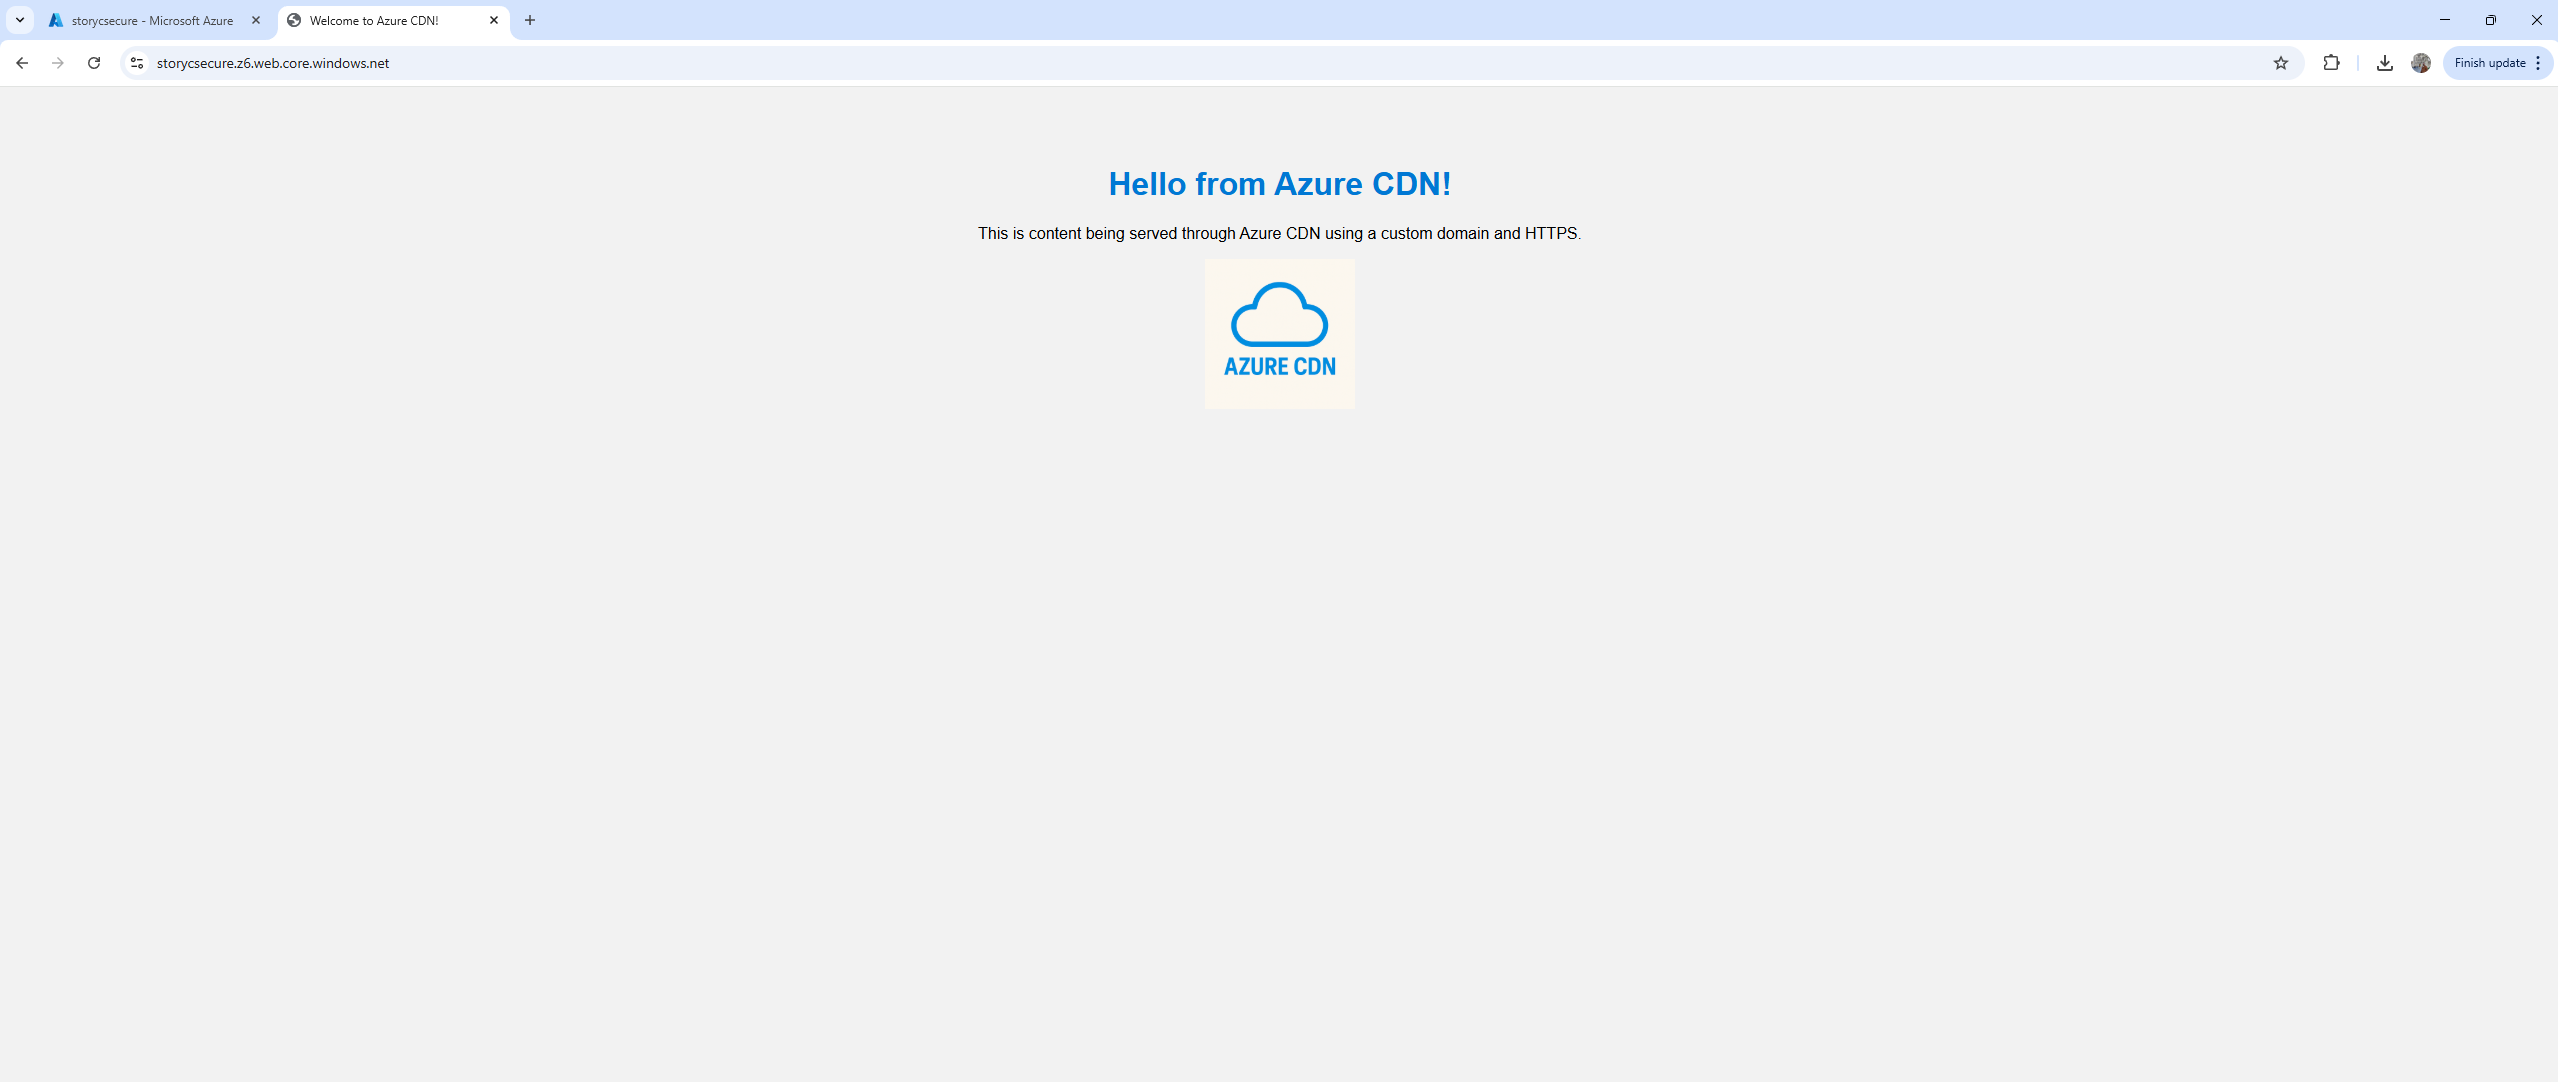 storycsecure - Microsoft Azure
Welcome to Azure CDN!
storycsecure.z6.web.core.windows.net
Finish update
Hello from Azure CDN!
This is content being served through Azure CDN using a custom domain and HTTPS.
AZURE CDN